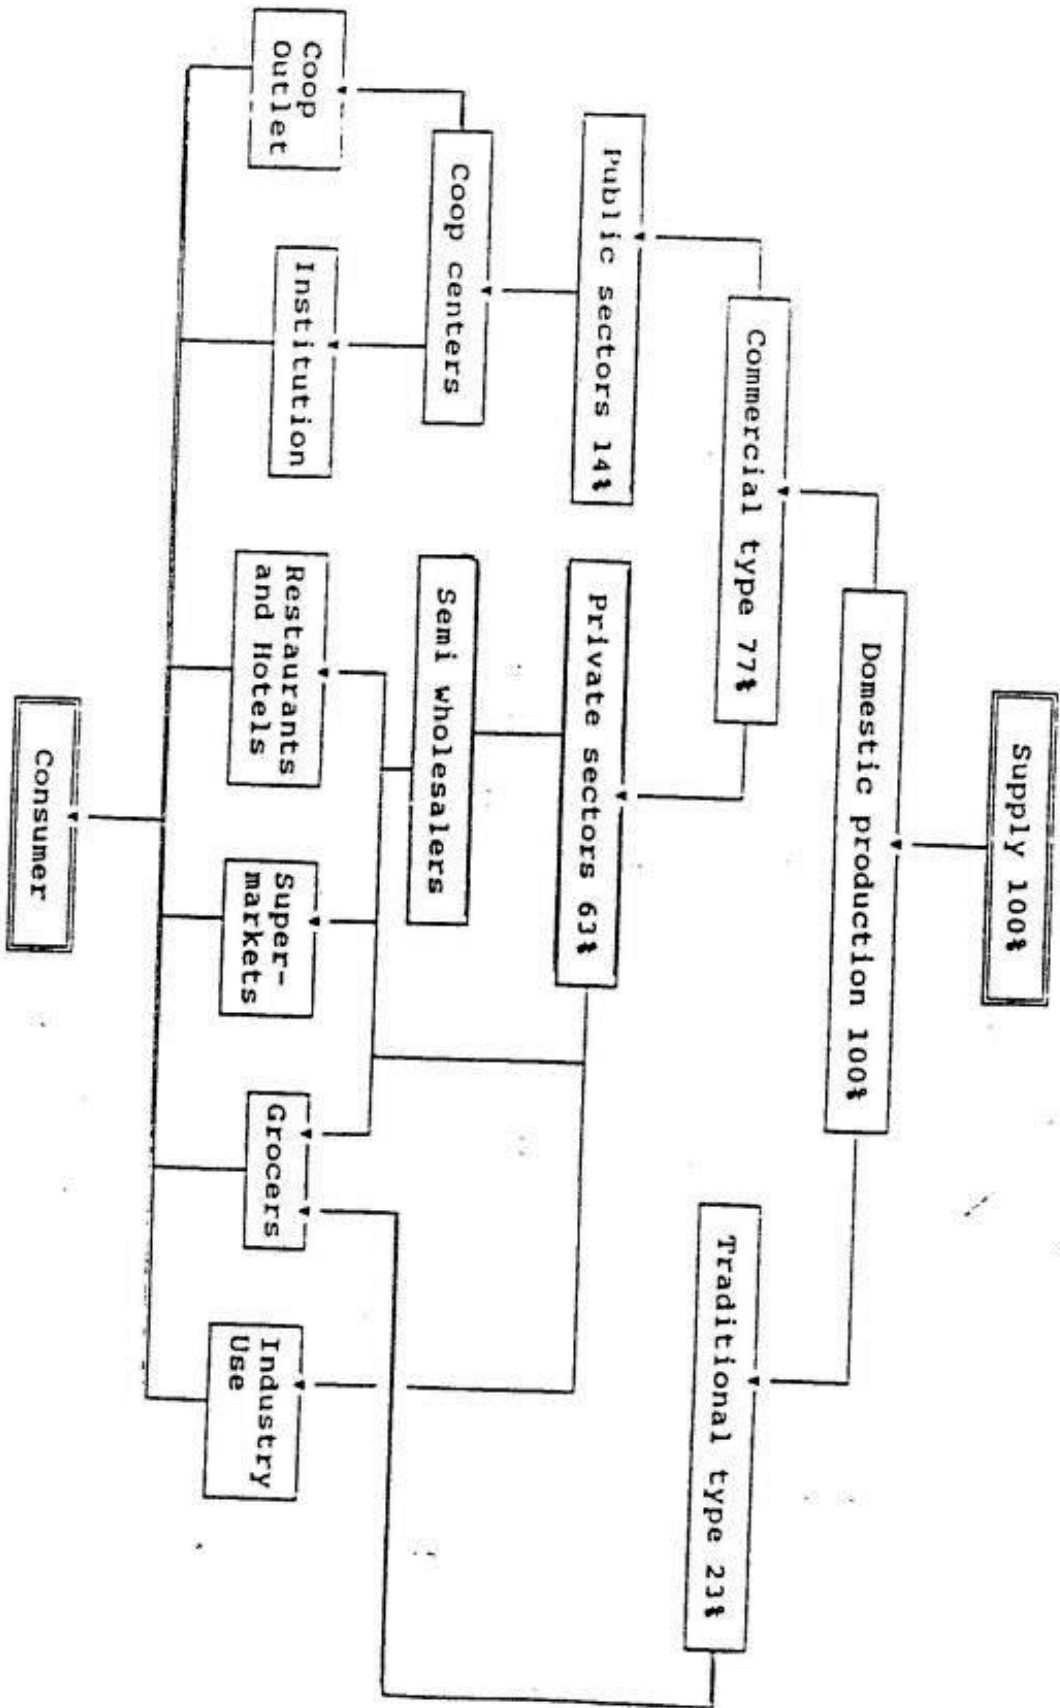 Supply 100%
Domestic production 100%
Commercial type 77%
Traditional type 23%
Public sectors 14%
Private sectors 63%
Coop centers
Semi wholesalers
Coop
Outlet
Institution
Restaurants
and Hotels
Super-
markets
Grocers
Industry
Use
Consumer